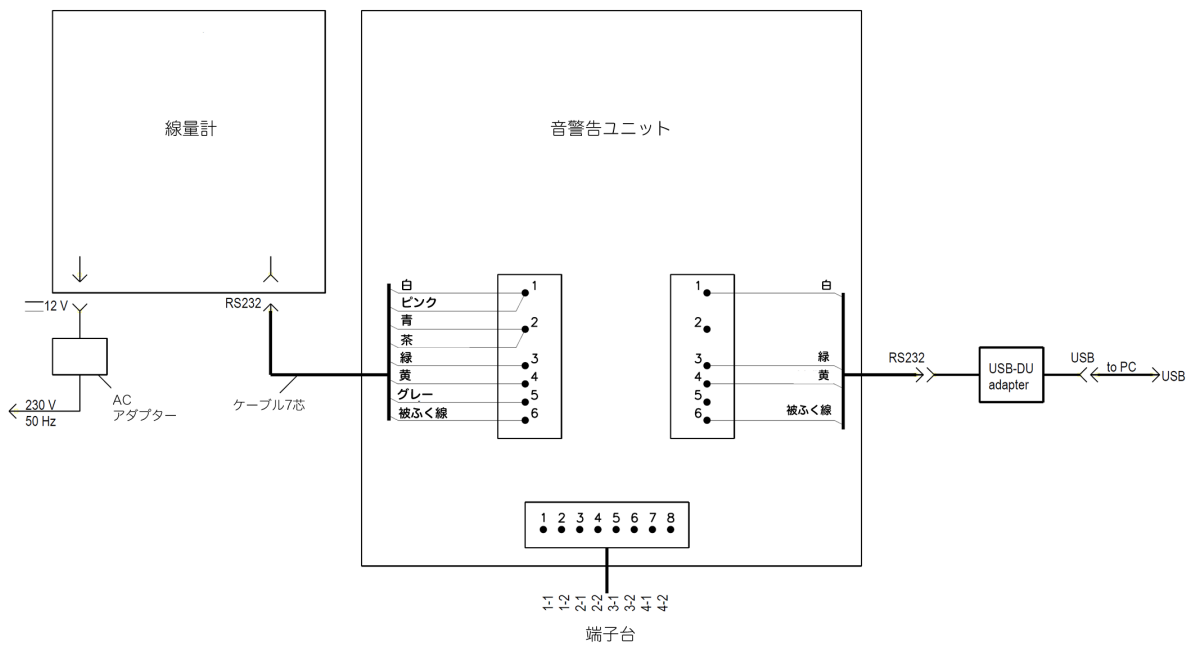 線量計
音警告ユニット
12 V
RS232
AC
アダプター
230 V
50 Hz
ケーブル7芯
白
ピンク
青
茶
緑
黄
グレー
被ふく線
1
2
3
4
5
6
1
2
3
4
5
6
白
緑
黄
被ふく線
RS232
USB-DU
adapter
USB
to PC
USB
1 2 3 4 5 6 7 8
1-1
1-2
2-1
2-2
3-1
3-2
4-1
4-2
端子台